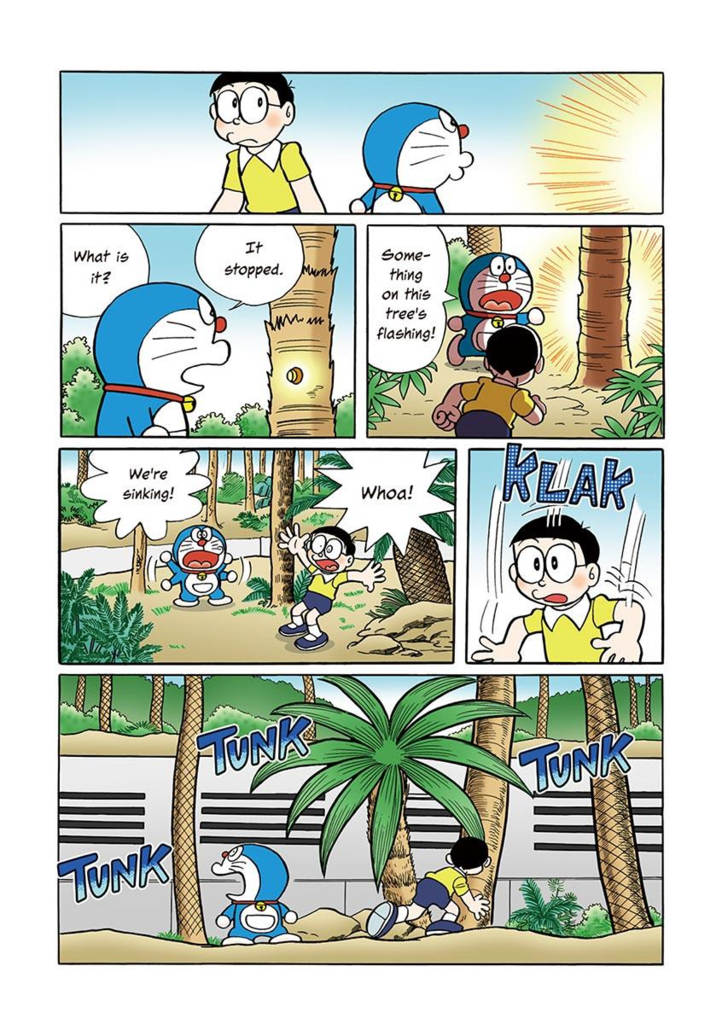 Some-
thing
on this
tree's
flashing!
It
stopped.
What is
it?
KLAK
Whoa!
We're
sinking!
TUNK
TUNK
TUNK